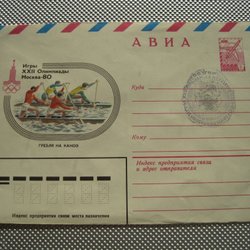 АВИА
Игры
XXII Олимпиады
Москва-80
Куда
ГРЕБЛЯ НА КАНОЭ
Кому
Индекс предприятия связи
и адрес отправителя
Индекс предприятия связи места назначения